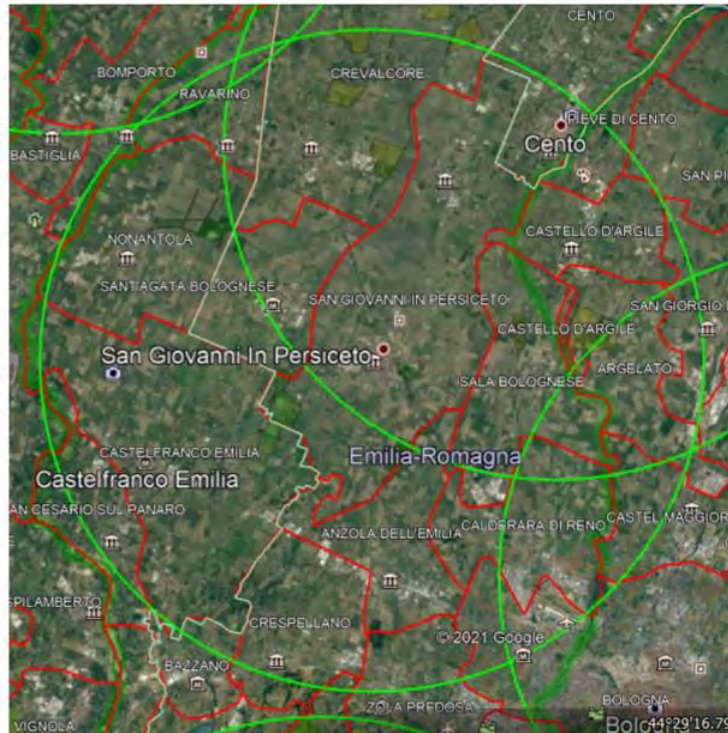 CENTO
BOMPORTO
CREVALCORE
RAVARINO
PIEVE DI CENTO
Cento
BASTIGLIA
SAN PI
CASTELLO D'ARGILE
NONANTOLA
SANT'AGATA BOLOGNESE
SAN GIOVANNI IN PERSICETO
SAN GIORGIO
CASTELLO D'ARGILE
San Giovanni In Persiceto
ARGELATO
SALA BOLOGNESE
CASTELFRANCO EMILIA
Emilia-Romagna
Castelfranco Emilia
AN CESARIO SUL PANARO
CASTEL MAGGIOR
ANZOLA DELL'EMILIA
CALDERARA DI RENO
SPILAMBERTO
CRESPELLANO
© 2021 Google
BAZZANO
ZOLA PREDOSA
BOLOGNA
VIGNOLA
44°29'16.79